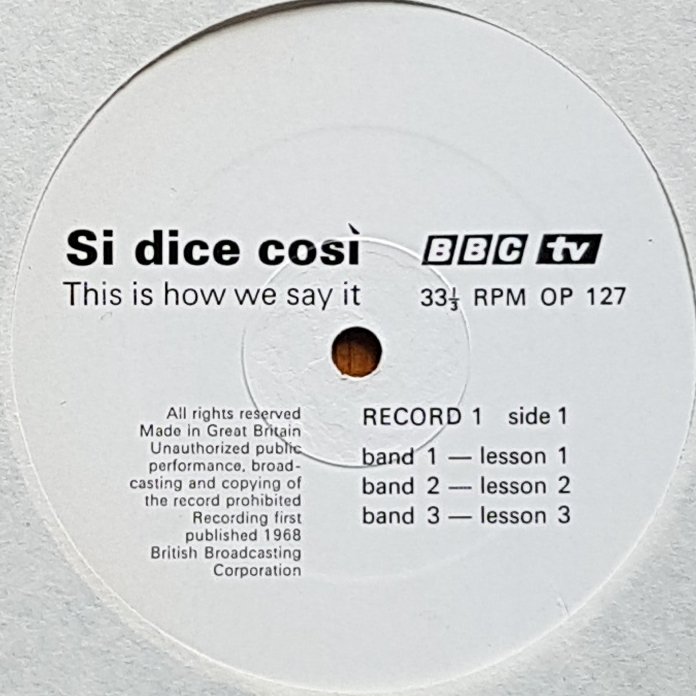 Si dice così
This is how we say it
BBC tv
33⅓ RPM OP 127
All rights reserved
Made in Great Britain
Unauthorized public
performance, broad-
casting and copying of
the record prohibited
Recording first
published 1968
British Broadcasting
Corporation
RECORD 1 side 1
band 1 — lesson 1
band 2 — lesson 2
band 3 — lesson 3